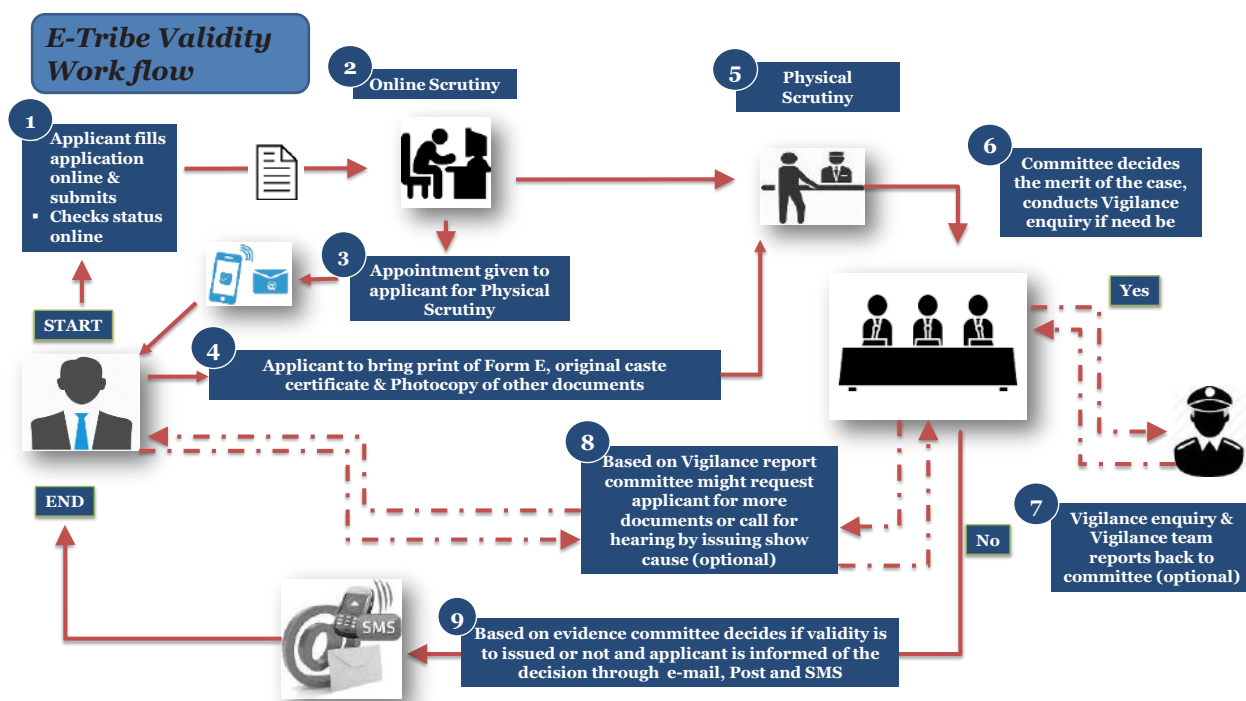 E-Tribe Validity
Work flow
1
Applicant fills
application
online &
submits
▪ Checks status
online
2
Online Scrutiny
5
Physical
Scrutiny
6
Committee decides
the merit of the case,
conducts Vigilance
enquiry if need be
3
Appointment given to
applicant for Physical
Scrutiny
START
Yes
4
Applicant to bring print of Form E, original caste
certificate & Photocopy of other documents
8
Based on Vigilance report
committee might request
applicant for more
documents or call for
hearing by issuing show
cause (optional)
END
No
7
Vigilance enquiry &
Vigilance team
reports back to
committee (optional)
@
SMS
9
Based on evidence committee decides if validity is
to issued or not and applicant is informed of the
decision through e-mail, Post and SMS